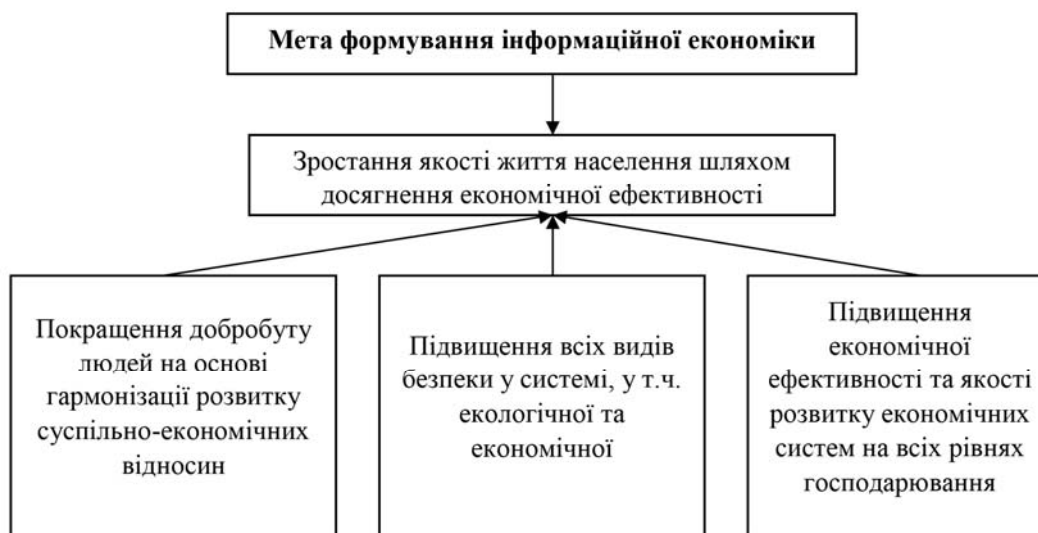 Мета формування інформаційної економіки
Зростання якості життя населення шляхом
досягнення економічної ефективності
Покращення добробуту
людей на основі
гармонізації розвитку
суспільно-економічних
відносин
Підвищення всіх видів
безпеки у системі, у т.ч.
екологічної та
економічної
Підвищення
економічної
ефективності та якості
розвитку економічних
систем на всіх рівнях
господарювання